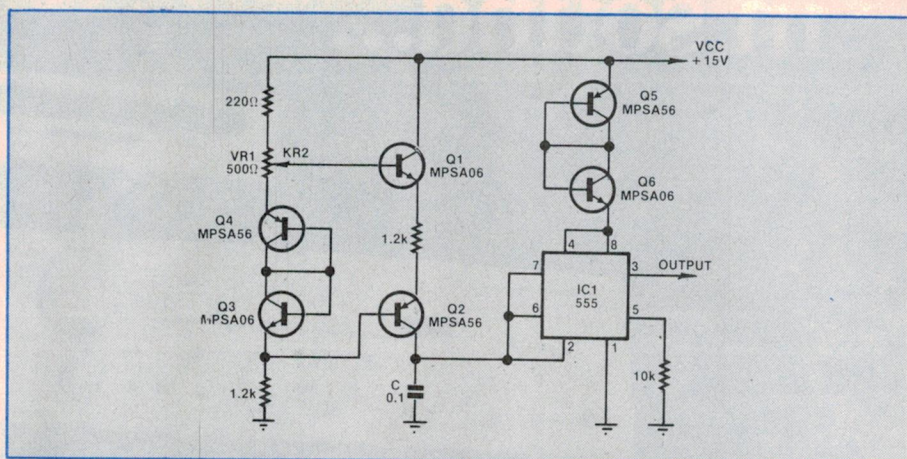 VCC
+15V
220Ω
Q5
MPSA56
VR1
500Ω
KR2
Q1
MPSA06
Q6
MPSA06
Q4
MPSA56
1.2k
4
8
7
3
OUTPUT
IC1
555
Q3
MPSA06
6
5
Q2
MPSA56
2
1
C
0.1
10k
1.2k